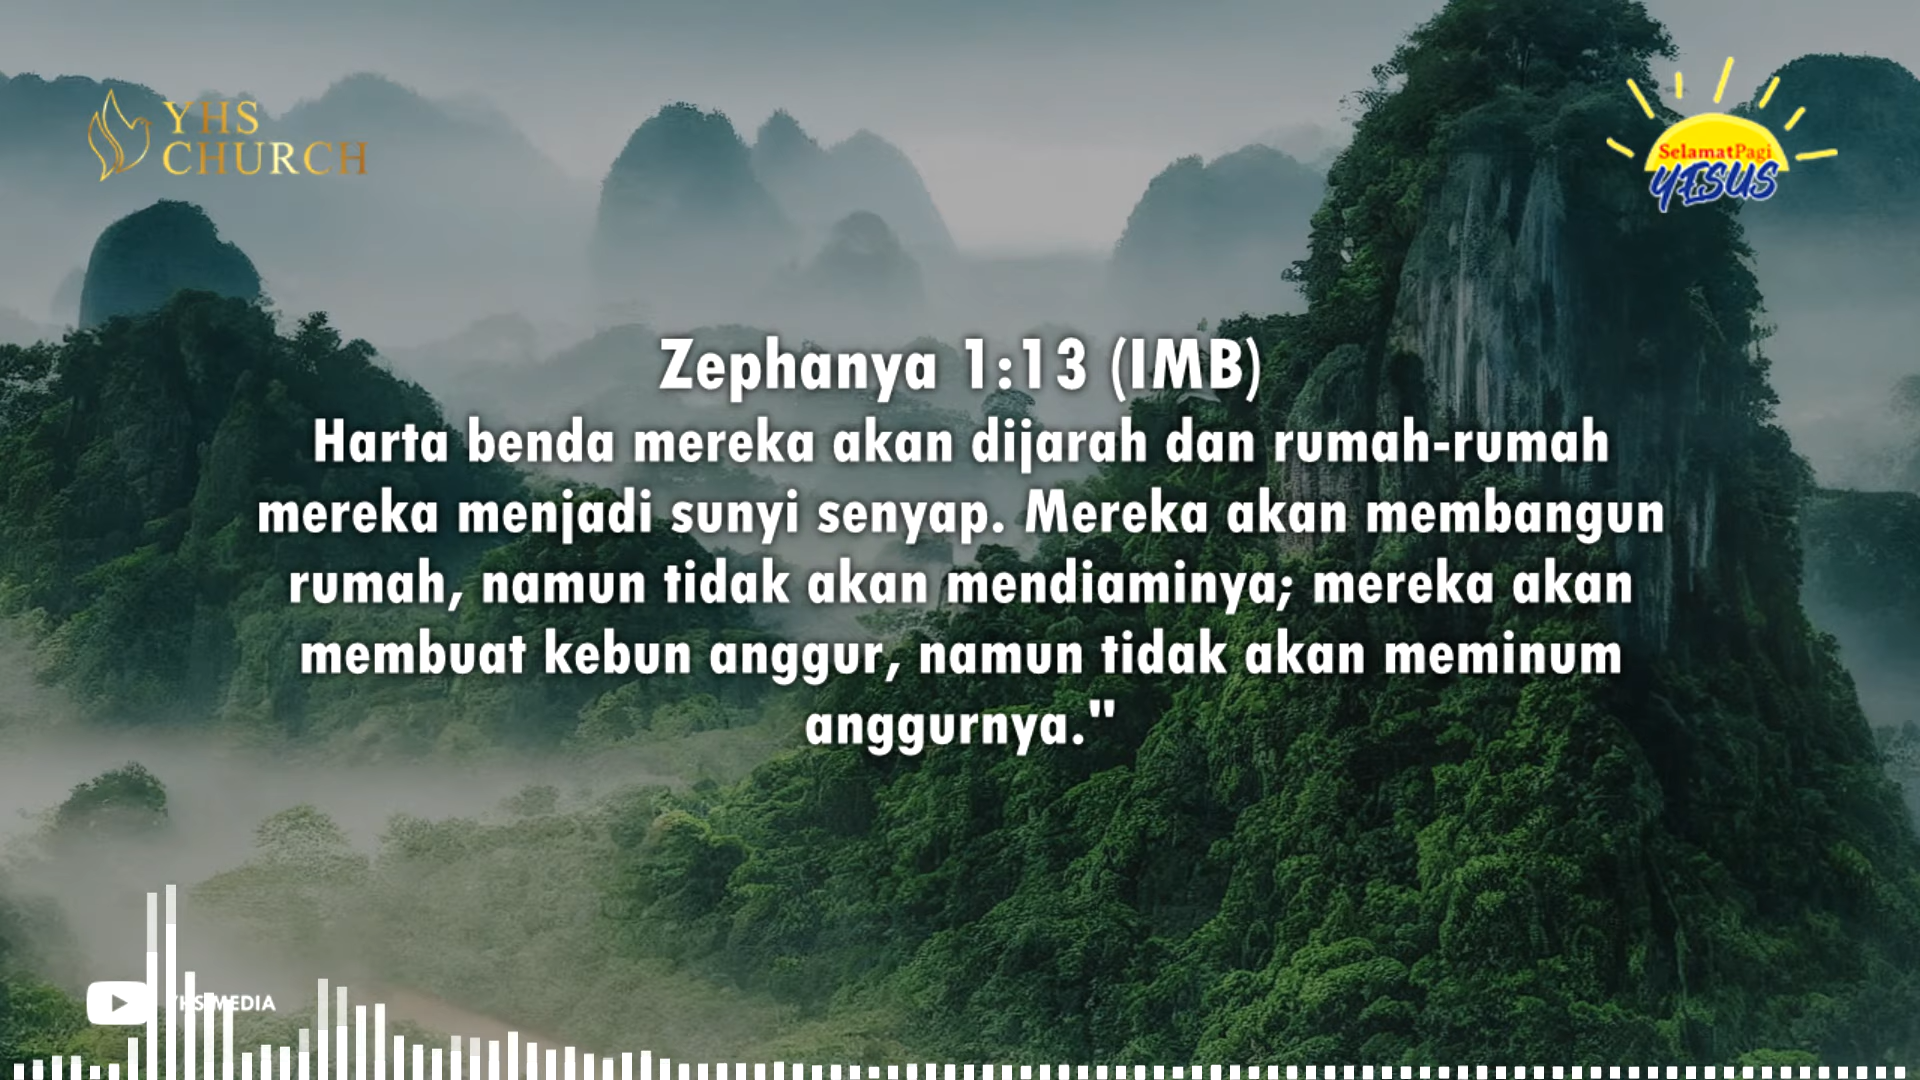 YHS
CHURCH
SelamatPagi
YESUS
Zephanya 1:13 (IMB)
Harta benda mereka akan dijarah dan rumah-rumah
mereka menjadi sunyi senyap. Mereka akan membangun
rumah, namun tidak akan mendiaminya; mereka akan
membuat kebun anggur, namun tidak akan meminum
anggurnya."
YHS MEDIA